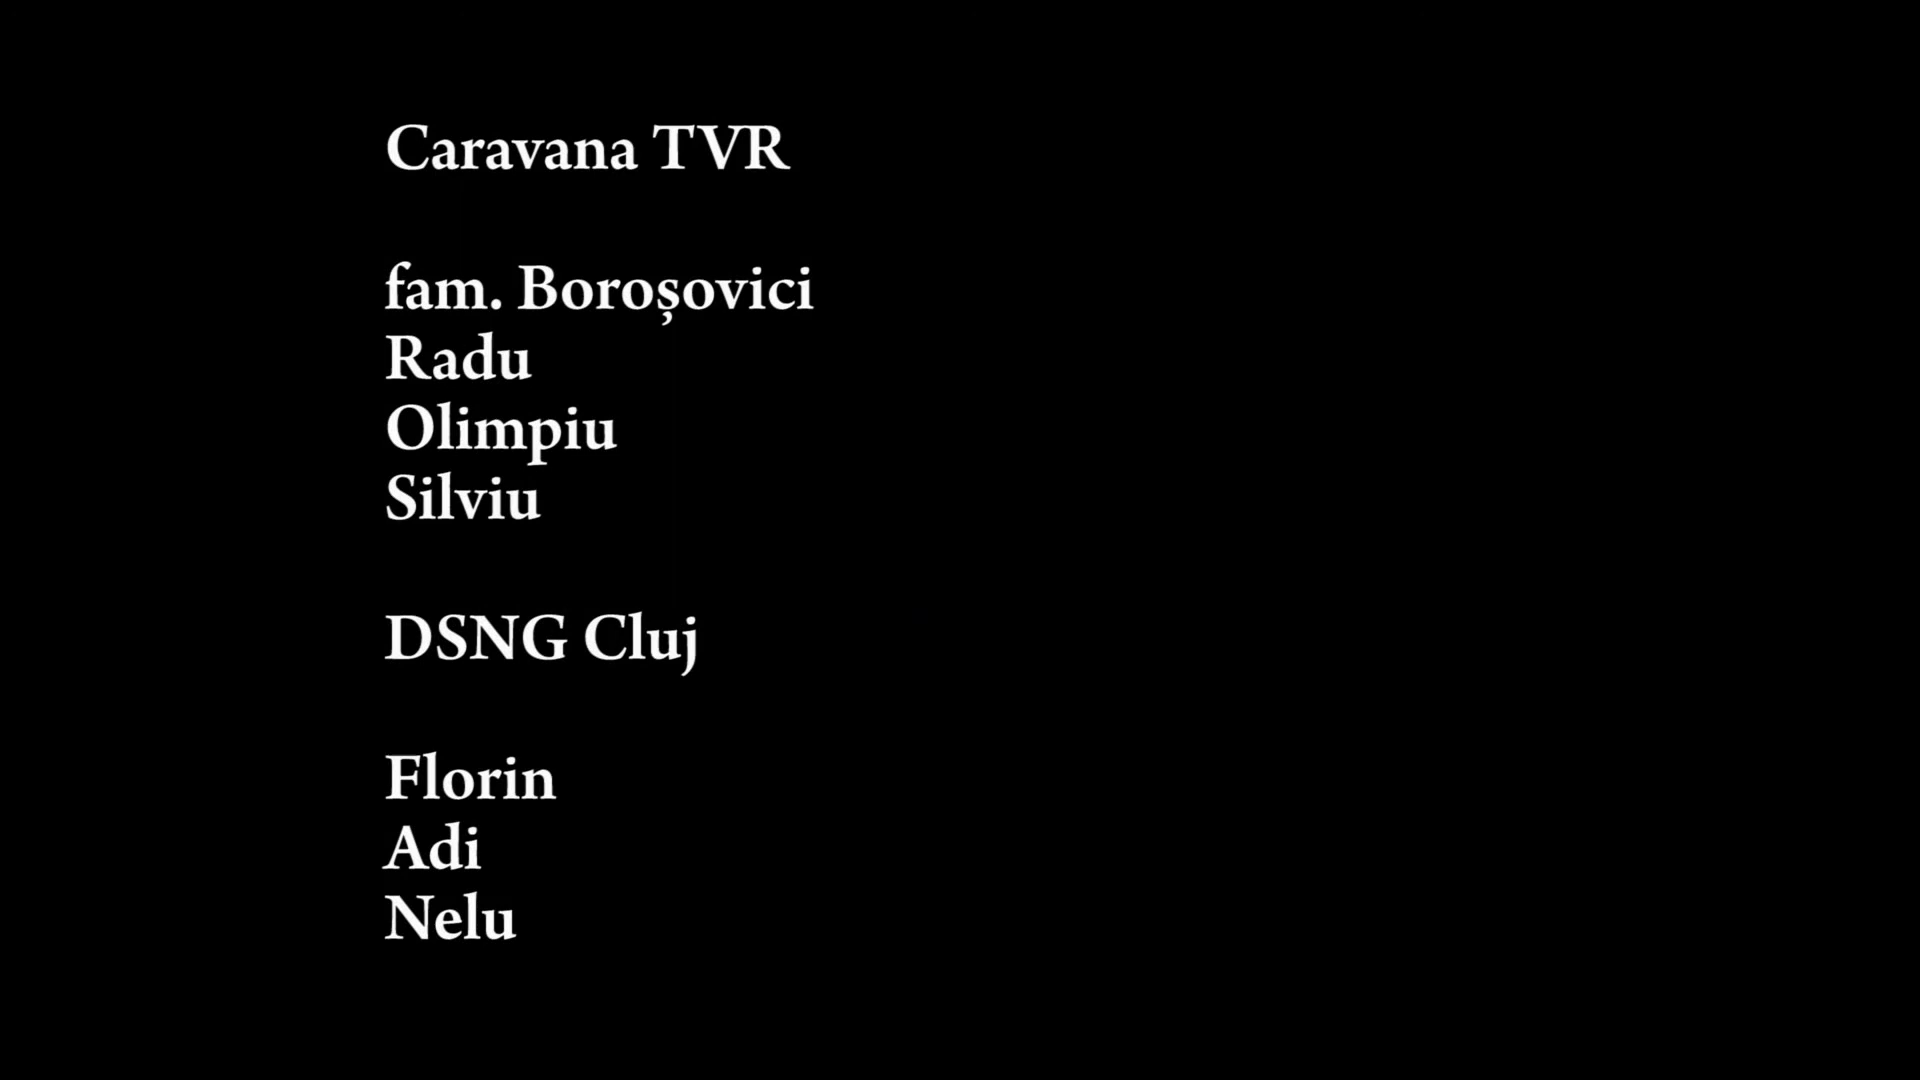 Caravana TVR
fam. Boroșovici
Radu
Olimpiu
Silviu
DSNG Cluj
Florin
Adi
Nelu